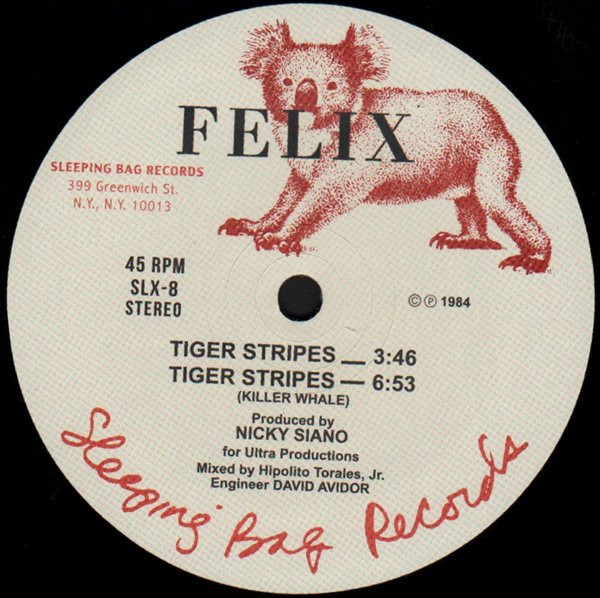 FELIX
SLEEPING BAG RECORDS
399 Greenwich St.
N.Y., N.Y. 10013
45 RPM
SLX-8
STEREO
© ℗ 1984
TIGER STRIPES — 3:46
TIGER STRIPES — 6:53
(KILLER WHALE)
Produced by
NICKY SIANO
for Ultra Productions
Mixed by Hipolito Torales, Jr.
Engineer DAVID AVIDOR
Sleeping Bag Records